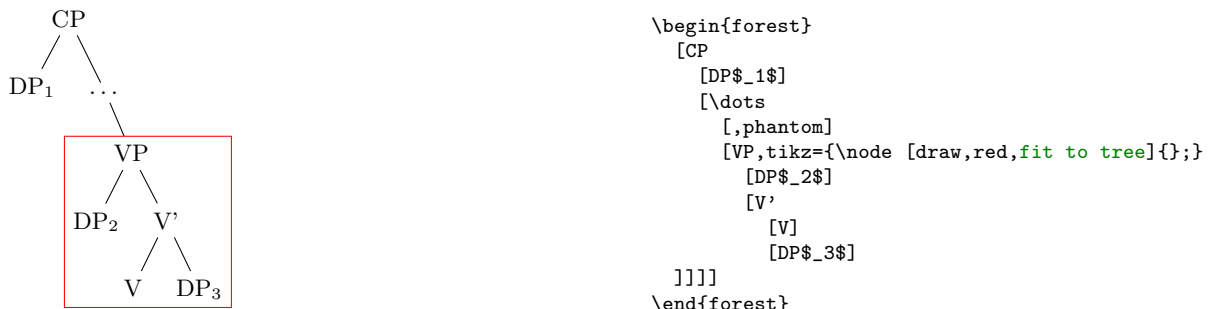 CP
DP₁ ...
VP
DP₂ V'
V DP₃
\begin{forest}
[CP
[DP$_1$]
[\dots
[,phantom]
[VP,tikz={\node [draw,red,fit to tree]{};}
[DP$_2$]
[V'
[V]
[DP$_3$]
]]]]
\end{forest}